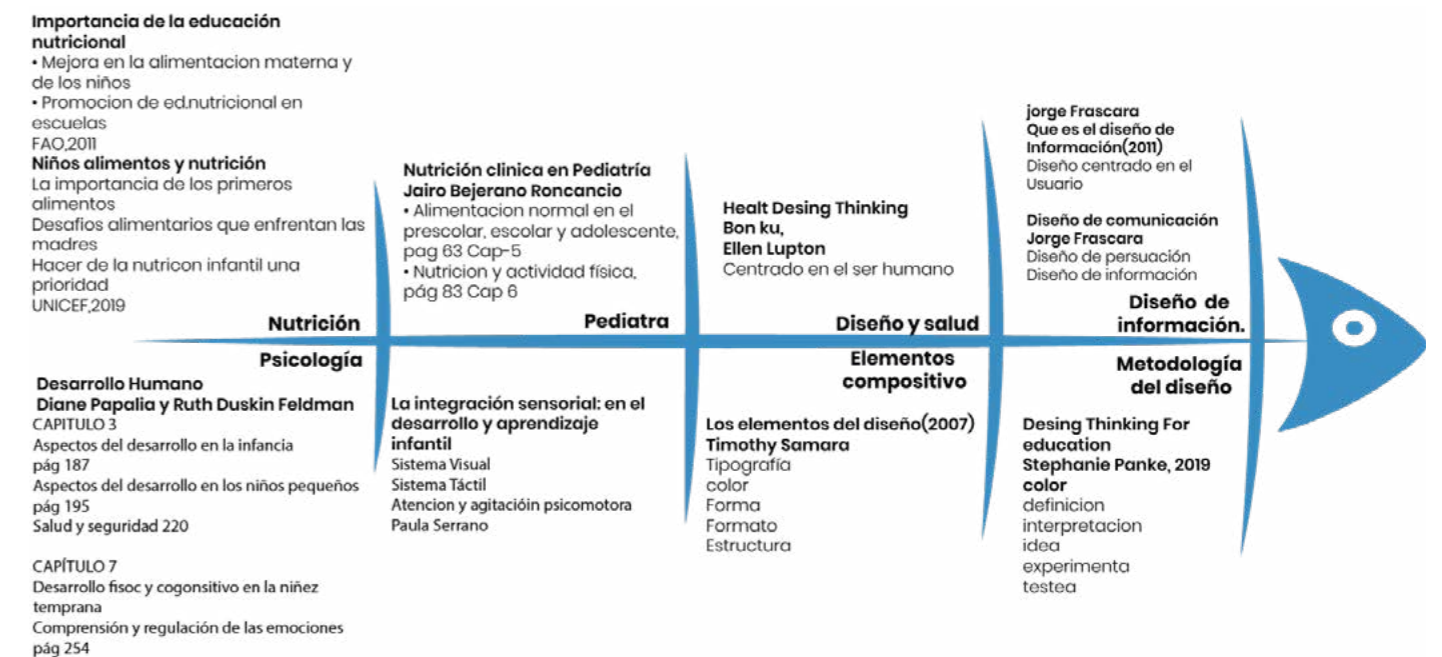 Importancia de la educación
nutricional
• Mejora en la alimentacion materna y
de los niños
• Promocion de ed.nutricional en
escuelas
FAO,2011
Niños alimentos y nutrición
La importancia de los primeros
alimentos
Desafios alimentarios que enfrentan las
madres
Hacer de la nutricon infantil una
prioridad
UNICEF,2019
Nutrición
Nutrición clinica en Pediatría
Jairo Bejerano Roncancio
• Alimentacion normal en el
prescolar, escolar y adolescente,
pag 63 Cap-5
• Nutricion y actividad física,
pág 83 Cap 6
Pediatra
Healt Desing Thinking
Bon ku,
Ellen Lupton
Centrado en el ser humano
Diseño y salud
jorge Frascara
Que es el diseño de
Información(2011)
Diseño centrado en el
Usuario
Diseño de comunicación
Jorge Frascara
Diseño de persuación
Diseño de información
Diseño de
información.
Psicología
Desarrollo Humano
Diane Papalia y Ruth Duskin Feldman
CAPITULO 3
Aspectos del desarrollo en la infancia
pág 187
Aspectos del desarrollo en los niños pequeños
pág 195
Salud y seguridad 220
CAPÍTULO 7
Desarrollo fisoc y cogonsitivo en la niñez
temprana
Comprensión y regulación de las emociones
pág 254
La integración sensorial: en el
desarrollo y aprendizaje
infantil
Sistema Visual
Sistema Táctil
Atencion y agitacióin psicomotora
Paula Serrano
Elementos
compositivo
Los elementos del diseño(2007)
Timothy Samara
Tipografía
color
Forma
Formato
Estructura
Metodología
del diseño
Desing Thinking For
education
Stephanie Panke, 2019
color
definicion
interpretacion
idea
experimenta
testea